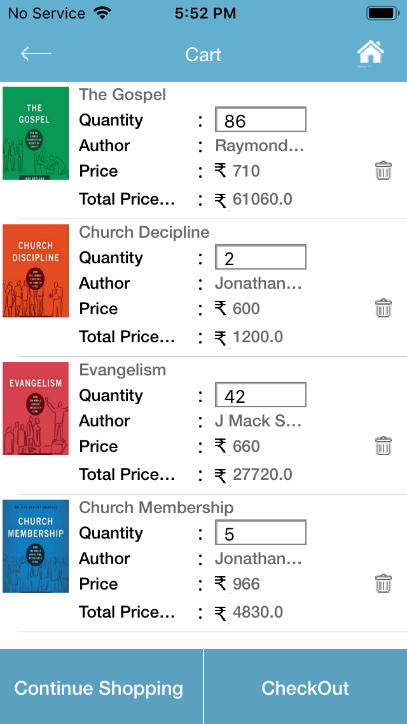 No Service 5:52 PM
Cart
THE
GOSPEL
The Gospel
Quantity : 86
Author : Raymond...
Price : ₹ 710
Total Price... : ₹ 61060.0
CHURCH
DISCIPLINE
Church Decipline
Quantity : 2
Author : Jonathan...
Price : ₹ 600
Total Price... : ₹ 1200.0
EVANGELISM
Evangelism
Quantity : 42
Author : J Mack S...
Price : ₹ 660
Total Price... : ₹ 27720.0
CHURCH
MEMBERSHIP
Church Membership
Quantity : 5
Author : Jonathan...
Price : ₹ 966
Total Price... : ₹ 4830.0
Continue Shopping CheckOut